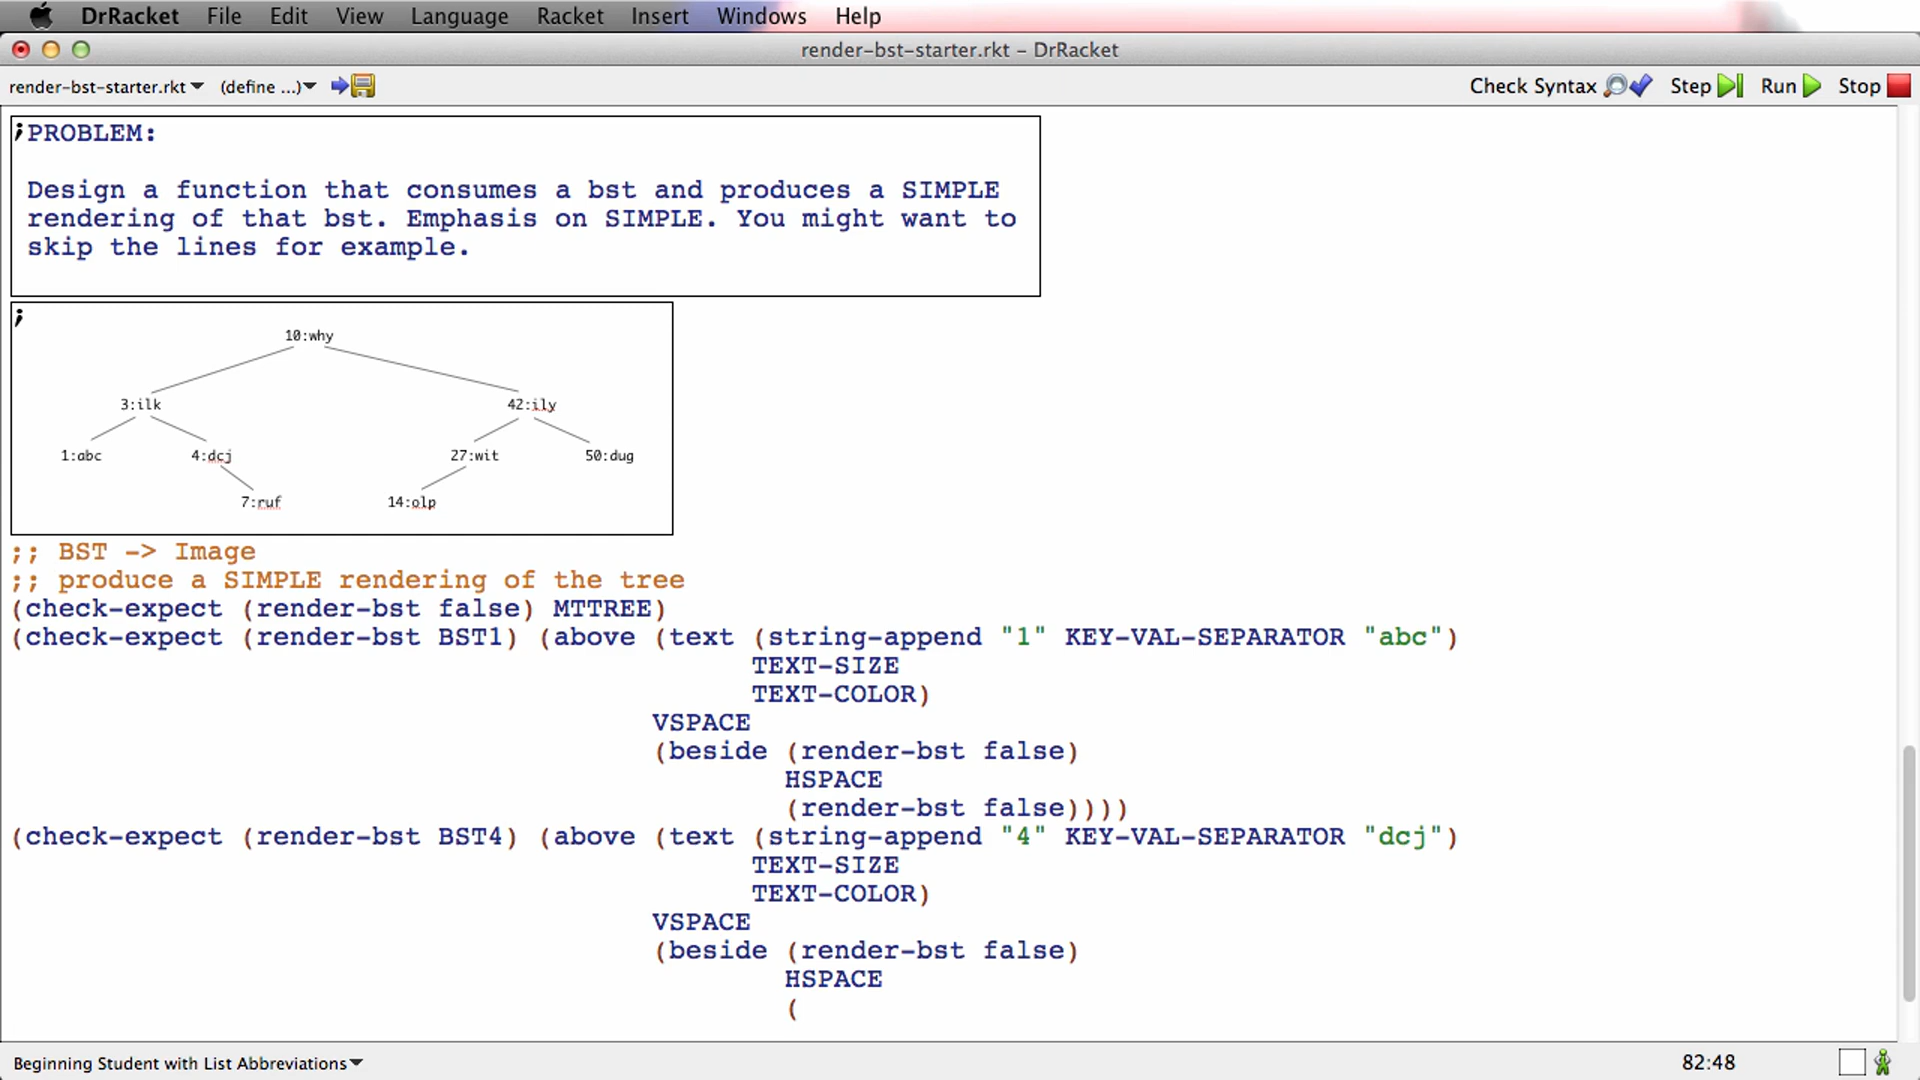 DrRacket File Edit View Language Racket Insert Windows Help
render-bst-starter.rkt – DrRacket
render-bst-starter.rkt (define ...) Check Syntax Step Run Stop
;PROBLEM:
Design a function that consumes a bst and produces a SIMPLE
rendering of that bst. Emphasis on SIMPLE. You might want to
skip the lines for example.
;
10:why
3:ilk 42:ily
1:abc 4:dcj 27:wit 50:dug
7:ruf 14:olp
;; BST -> Image
;; produce a SIMPLE rendering of the tree
(check-expect (render-bst false) MTTREE)
(check-expect (render-bst BST1) (above (text (string-append "1" KEY-VAL-SEPARATOR "abc")
TEXT-SIZE
TEXT-COLOR)
VSPACE
(beside (render-bst false)
HSPACE
(render-bst false))))
(check-expect (render-bst BST4) (above (text (string-append "4" KEY-VAL-SEPARATOR "dcj")
TEXT-SIZE
TEXT-COLOR)
VSPACE
(beside (render-bst false)
HSPACE
(
Beginning Student with List Abbreviations 82:48